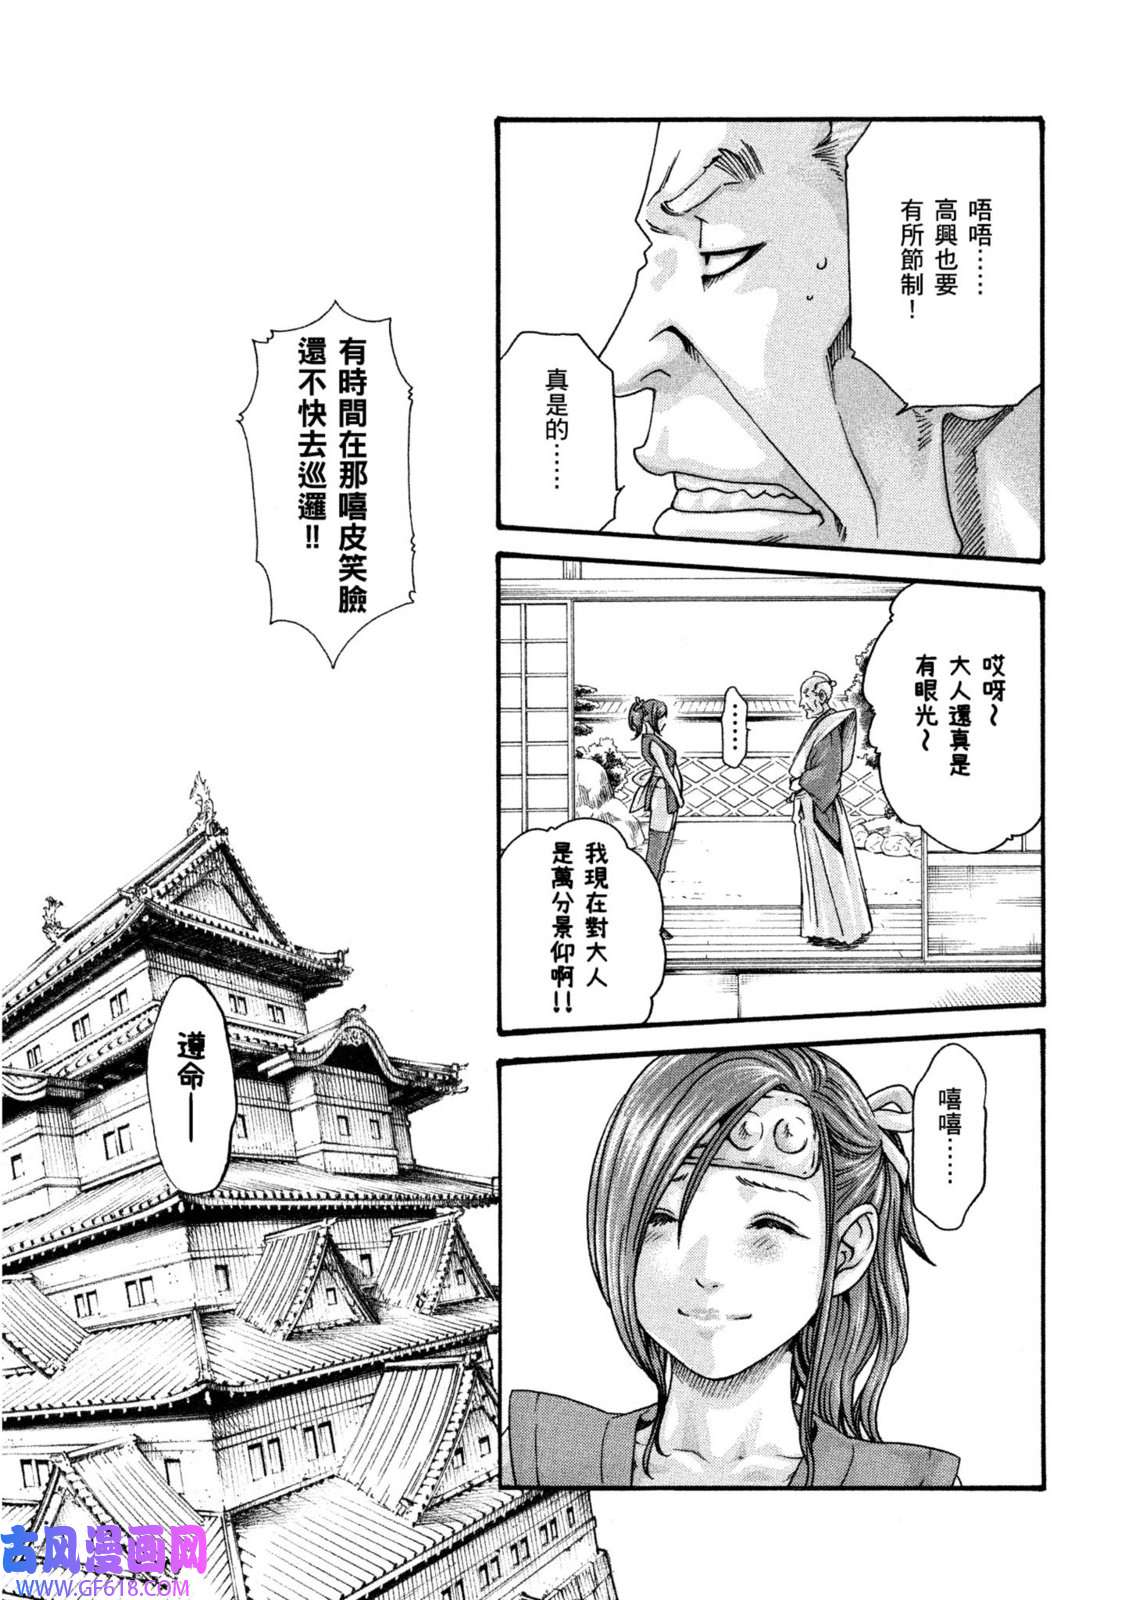 唔唔……
高興也要
有所節制！
真是的……
哎呀～
大人還真是
有眼光～
……
我現在對大人
是萬分景仰啊!!
嘻嘻……
有時間在那嘻皮笑臉
還不快去巡邏!!
遵命——
古风漫画网
WWW.GF618.COM